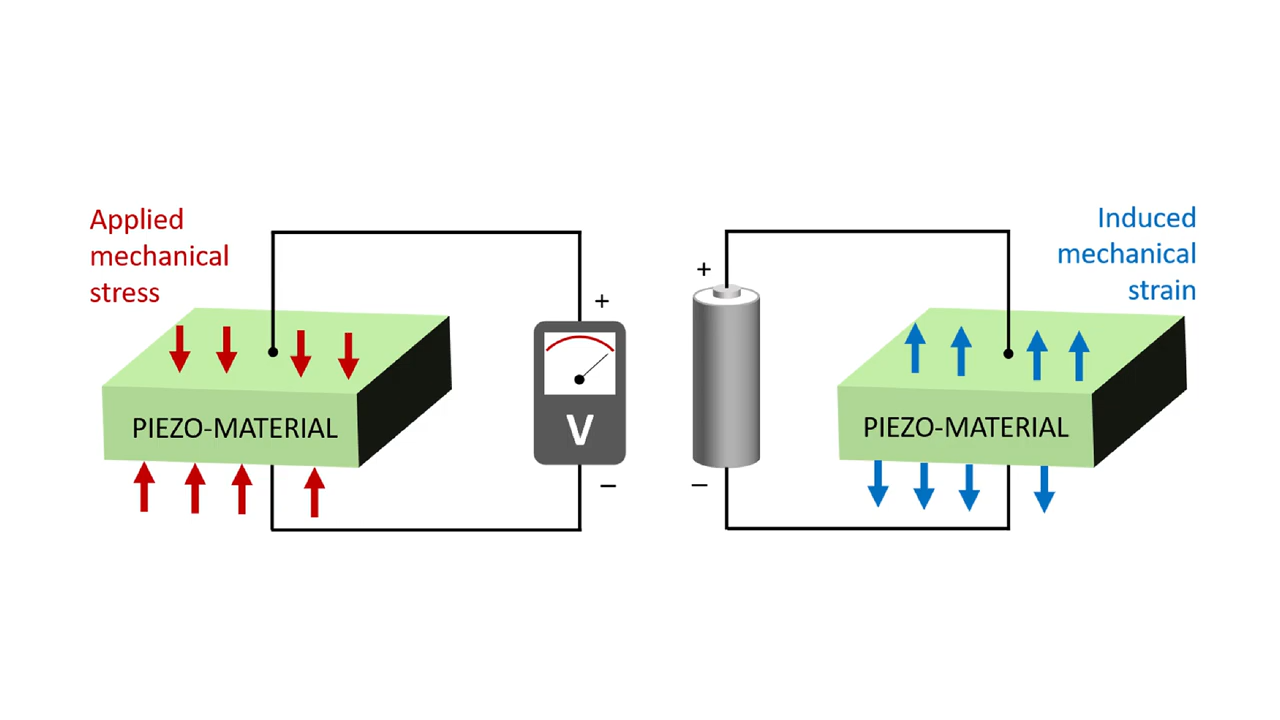 Applied
mechanical
stress
+
V
−
PIEZO-MATERIAL
+
−
Induced
mechanical
strain
PIEZO-MATERIAL